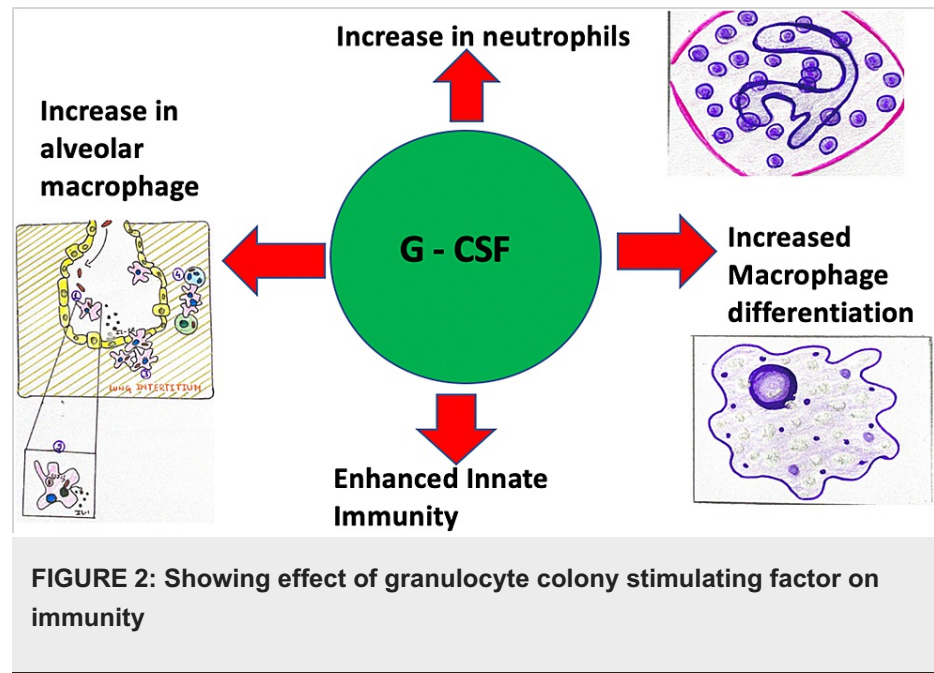 Increase in neutrophils
Increase in
alveolar
macrophage
G - CSF
Increased
Macrophage
differentiation
LUNG INTERTITIUM
Enhanced Innate
Immunity
FIGURE 2: Showing effect of granulocyte colony stimulating factor on
immunity